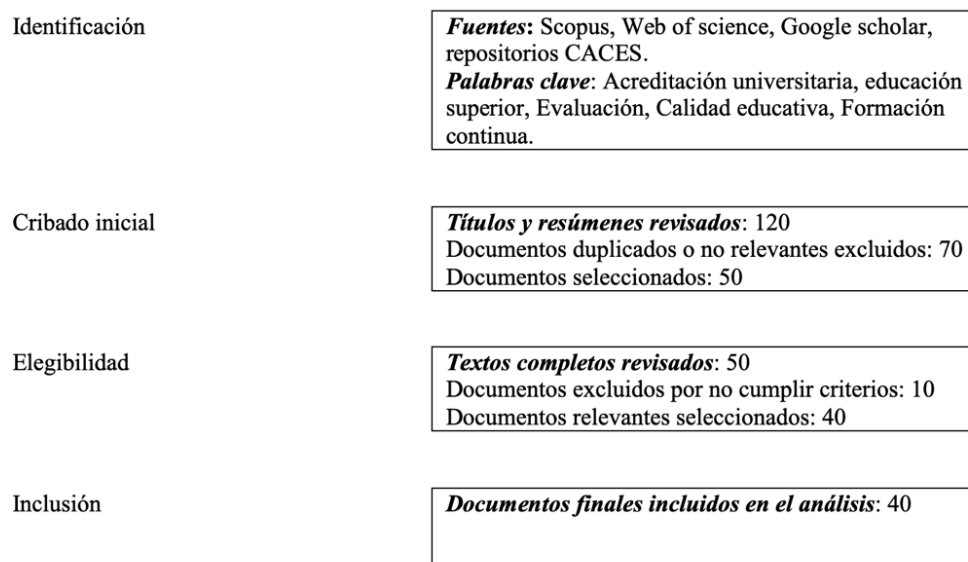 Identificación
Fuentes: Scopus, Web of science, Google scholar,
repositorios CACES.
Palabras clave: Acreditación universitaria, educación
superior, Evaluación, Calidad educativa, Formación
continua.
Cribado inicial
Títulos y resúmenes revisados: 120
Documentos duplicados o no relevantes excluidos: 70
Documentos seleccionados: 50
Elegibilidad
Textos completos revisados: 50
Documentos excluidos por no cumplir criterios: 10
Documentos relevantes seleccionados: 40
Inclusión
Documentos finales incluidos en el análisis: 40